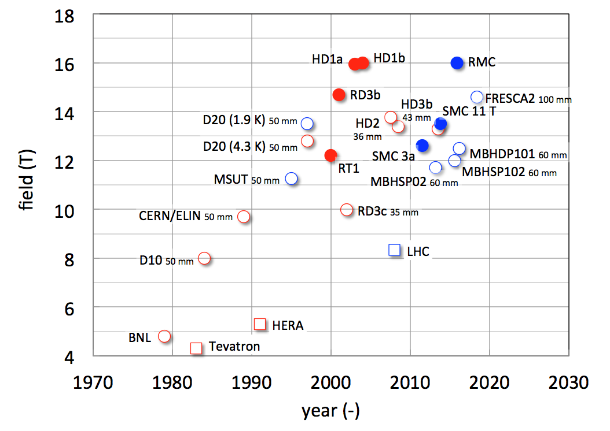 18
16
14
12
10
8
6
4
field (T)
1970
1980
1990
2000
2010
2020
2030
year (-)
HD1a
HD1b
RMC
RD3b
FRESCA2 100 mm
HD3b
43 mm
SMC 11 T
D20 (1.9 K) 50 mm
HD2
36 mm
D20 (4.3 K) 50 mm
RT1
SMC 3a
MBHDP101 60 mm
MBHSP102 60 mm
MSUT 50 mm
MBHSP02 60 mm
CERN/ELIN 50 mm
RD3c 35 mm
D10 50 mm
LHC
BNL
HERA
Tevatron